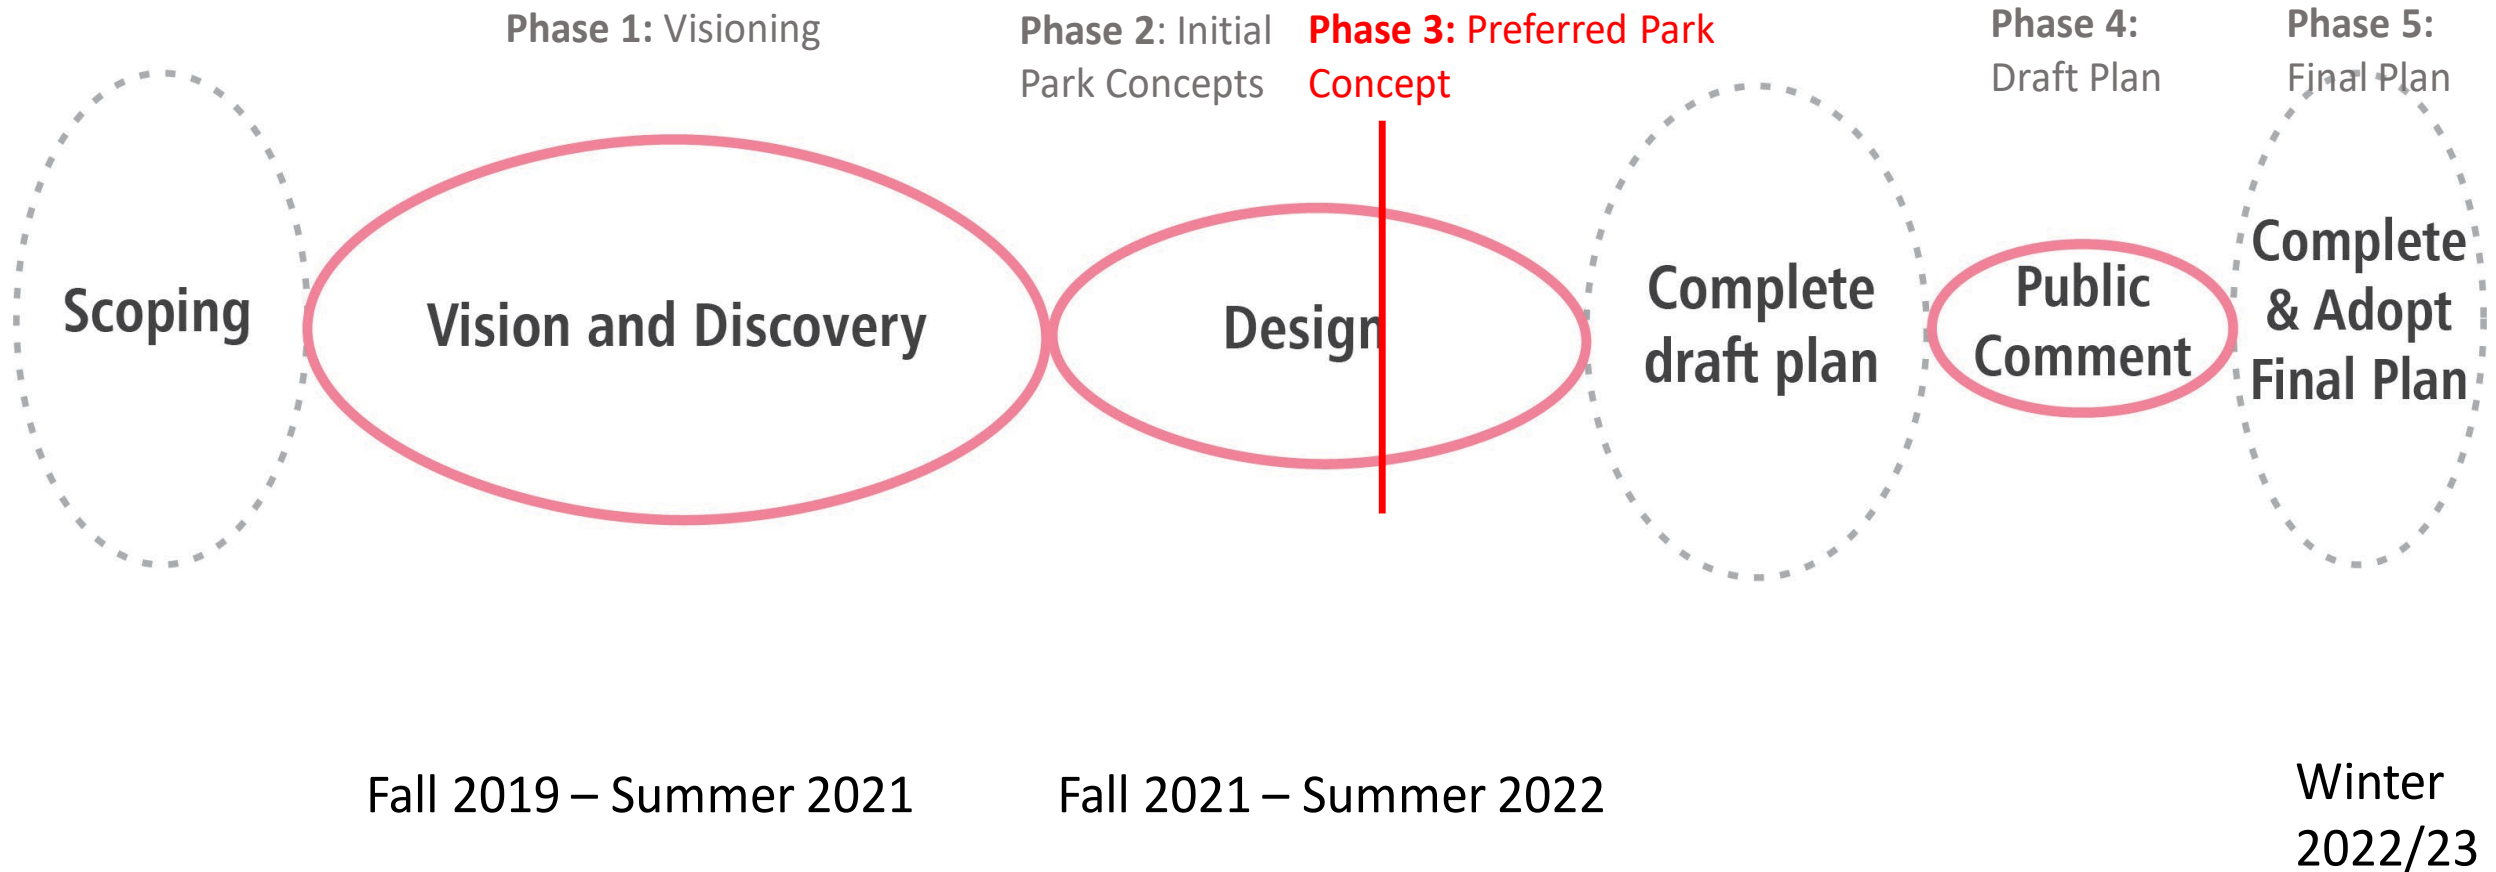 Phase 1: Visioning
Phase 2: Initial
Park Concepts
Phase 3: Preferred Park
Concept
Phase 4:
Draft Plan
Phase 5:
Final Plan
Scoping
Vision and Discovery
Design
Complete
draft plan
Public
Comment
Complete
& Adopt
Final Plan
Fall 2019 – Summer 2021
Fall 2021 – Summer 2022
Winter
2022/23